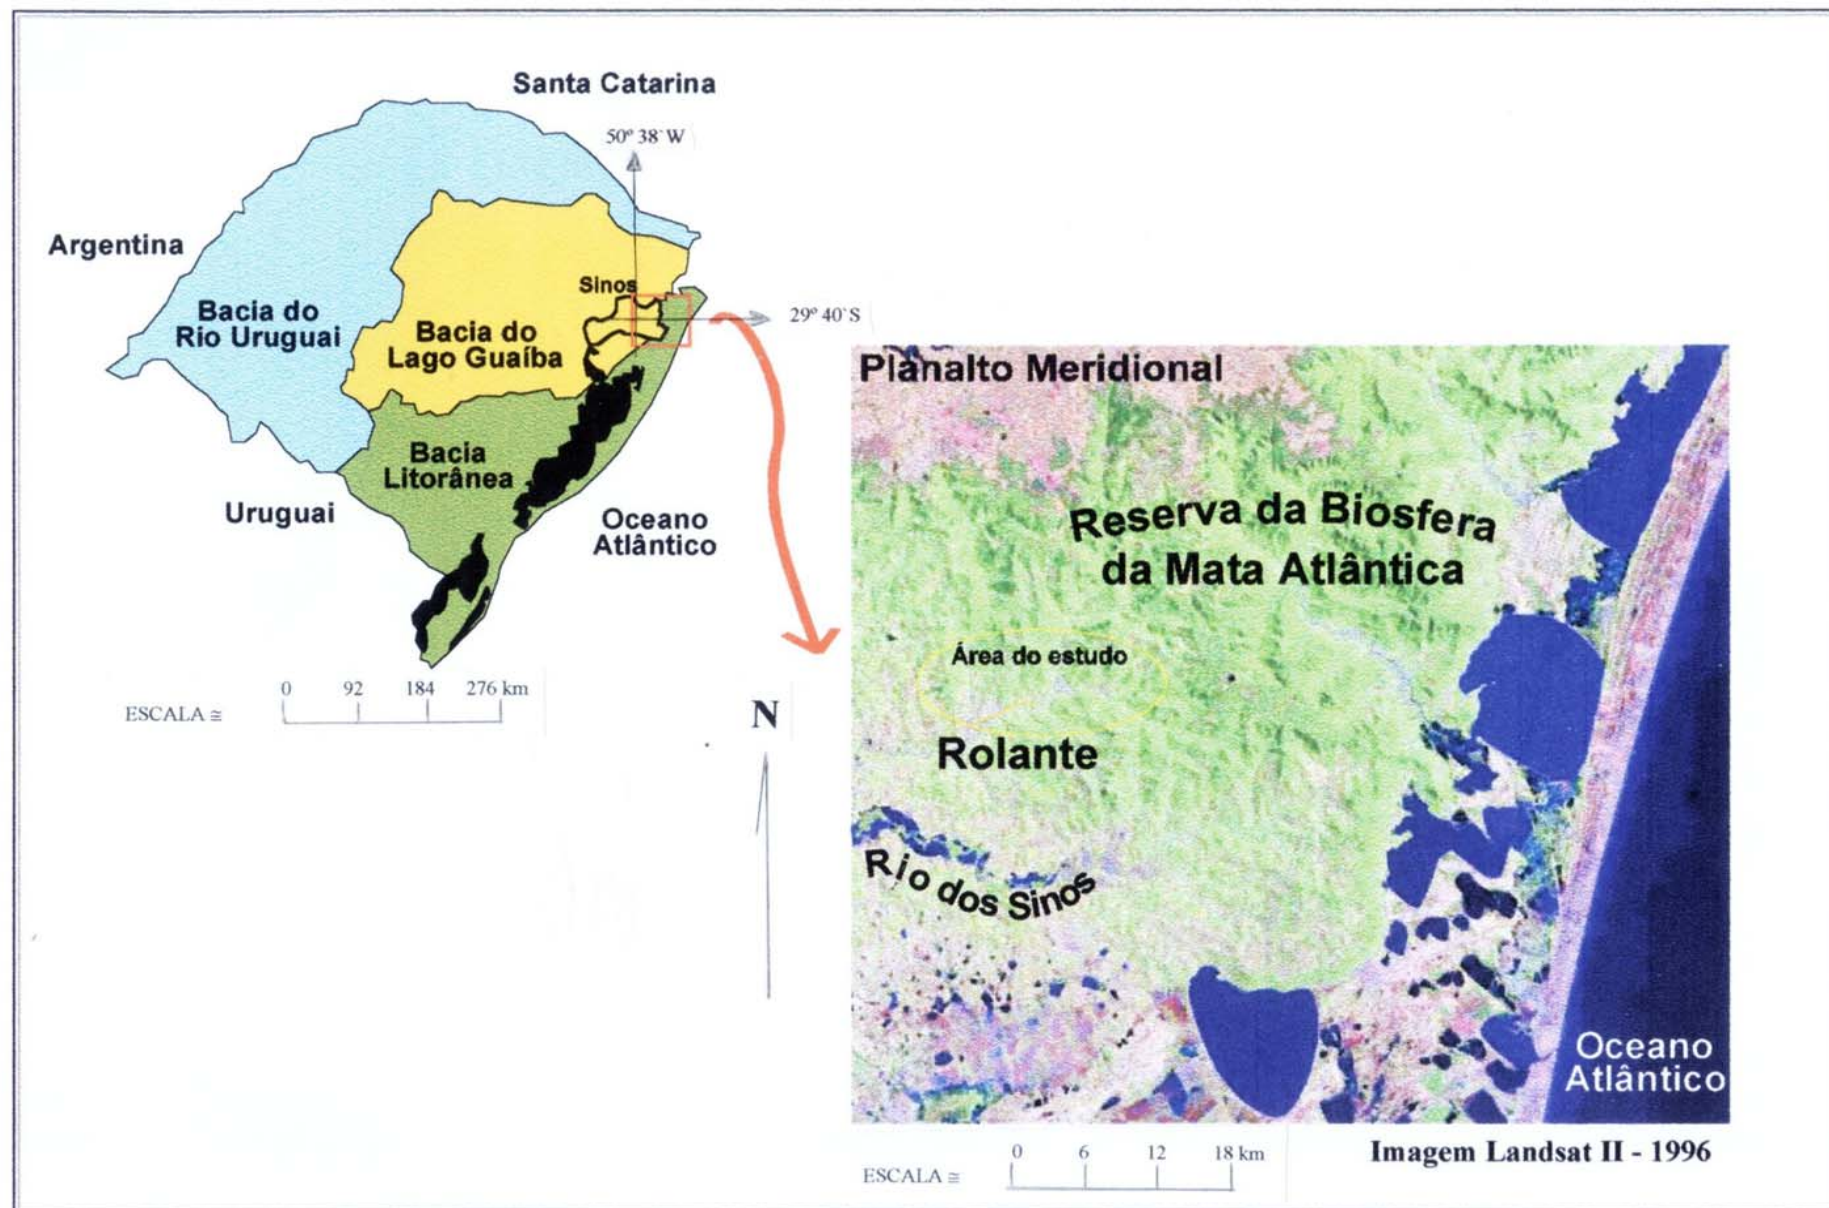 Santa Catarina
50º 38` W
Argentina
Sinos
29º 40`S
Bacia do
Rio Uruguai
Bacia do
Lago Guaíba
Bacia
Litorânea
Uruguai
Oceano
Atlântico
0 92 184 276 km
ESCALA ≅
N
Planalto Meridional
Reserva da Biosfera
da Mata Atlântica
Área do estudo
Rolante
Rio dos Sinos
Oceano
Atlântico
0 6 12 18 km
ESCALA ≅
Imagem Landsat II - 1996